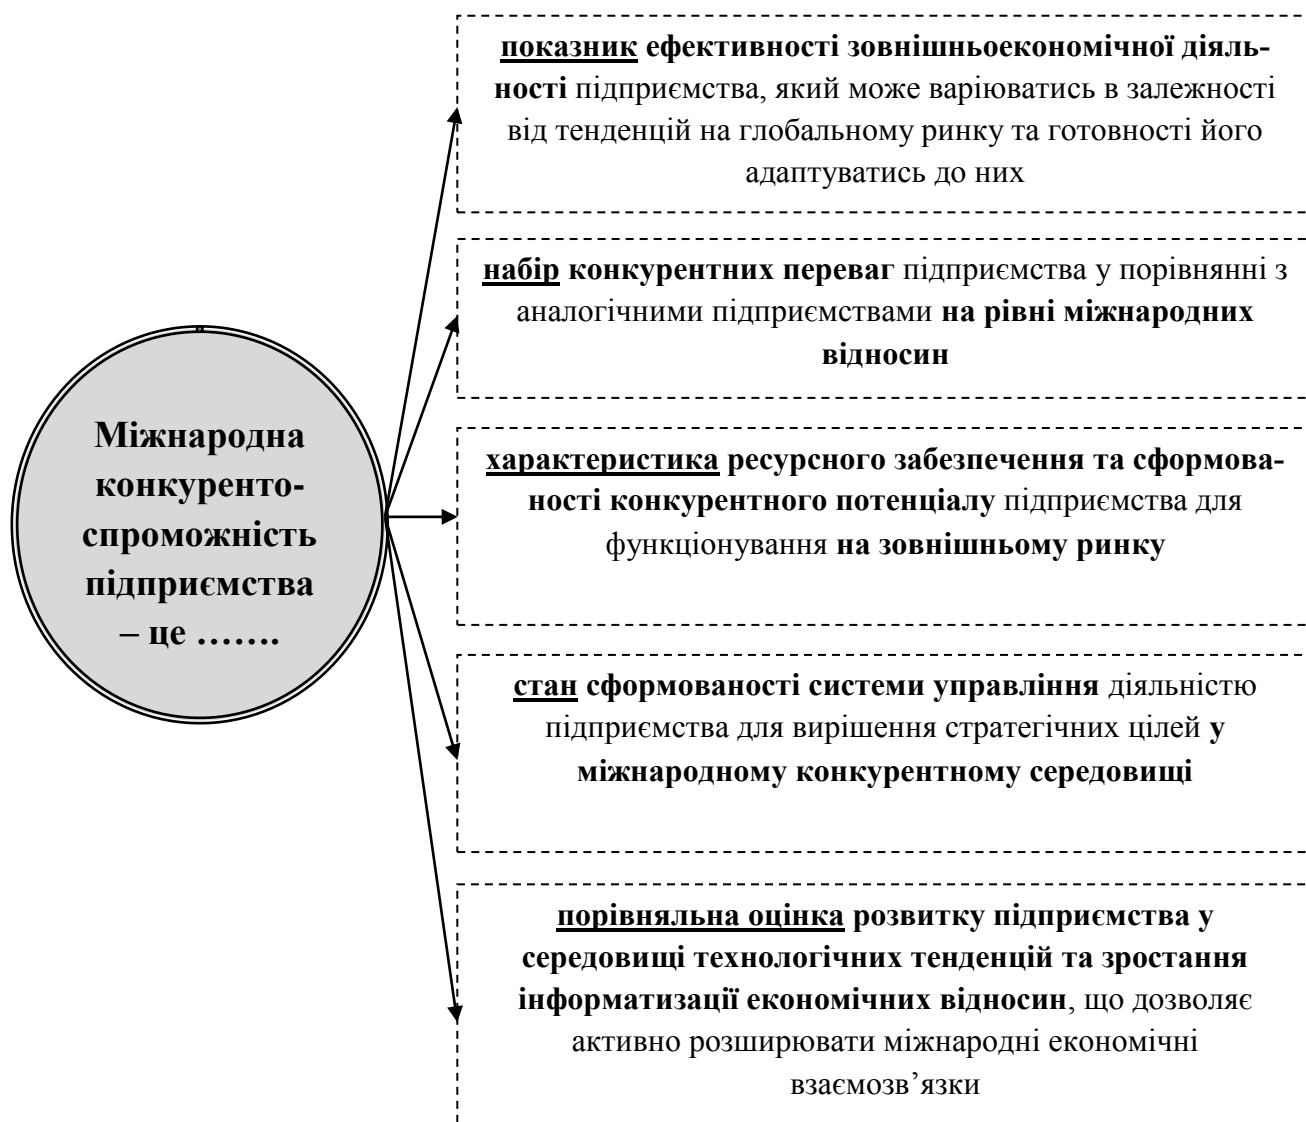 Міжнародна
конкуренто-
спроможність
підприємства
– це …….
показник ефективності зовнішньоекономічної діяль-
ності підприємства, який може варіюватись в залежності
від тенденцій на глобальному ринку та готовності його
адаптуватись до них
набір конкурентних переваг підприємства у порівнянні з
аналогічними підприємствами на рівні міжнародних
відносин
характеристика ресурсного забезпечення та сформова-
ності конкурентного потенціалу підприємства для
функціонування на зовнішньому ринку
стан сформованості системи управління діяльністю
підприємства для вирішення стратегічних цілей у
міжнародному конкурентному середовищі
порівняльна оцінка розвитку підприємства у
середовищі технологічних тенденцій та зростання
інформатизації економічних відносин, що дозволяє
активно розширювати міжнародні економічні
взаємозв’язки